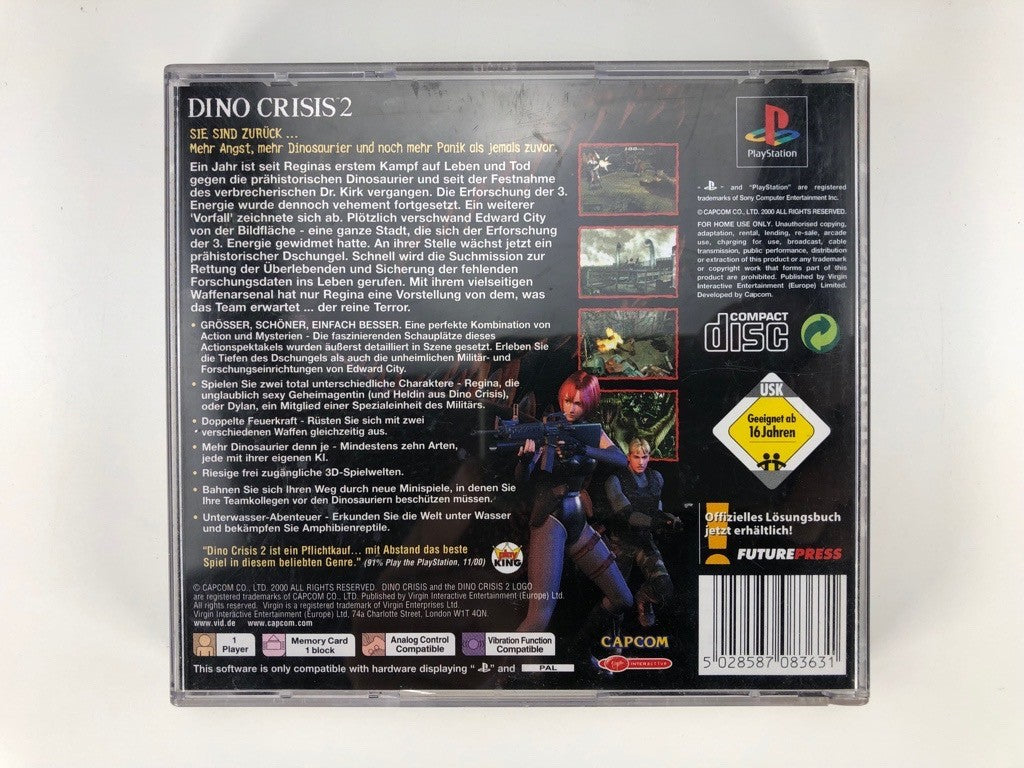 DINO CRISIS 2
SIE SIND ZURÜCK ...
Mehr Angst, mehr Dinosaurier und noch mehr Panik als jemals zuvor.
Ein Jahr ist seit Reginas erstem Kampf auf Leben und Tod
gegen die prähistorischen Dinosaurier und seit der Festnahme
des verbrecherischen Dr. Kirk vergangen. Die Erforschung der 3.
Energie wurde dennoch vehement fortgesetzt. Ein weiterer
'Vorfall' zeichnete sich ab. Plötzlich verschwand Edward City
von der Bildfläche - eine ganze Stadt, die sich der Erforschung
der 3. Energie gewidmet hatte. An ihrer Stelle wächst jetzt ein
prähistorischer Dschungel. Schnell wird die Suchmission zur
Rettung der Überlebenden und Sicherung der fehlenden
Forschungsdaten ins Leben gerufen. Mit ihrem vielseitigen
Waffenarsenal hat nur Regina eine Vorstellung von dem, was
das Team erwartet ... der reine Terror.
• GRÖSSER, SCHÖNER, EINFACH BESSER. Eine perfekte Kombination von
Action und Mysterien - Die faszinierenden Schauplätze dieses
Actionspektakels wurden äußerst detailliert in Szene gesetzt. Erleben Sie
die Tiefen des Dschungels als auch die unheimlichen Militär- und
Forschungseinrichtungen von Edward City.
• Spielen Sie zwei total unterschiedliche Charaktere - Regina, die
unglaublich sexy Geheimagentin (und Heldin aus Dino Crisis),
oder Dylan, ein Mitglied einer Spezialeinheit des Militärs.
• Doppelte Feuerkraft - Rüsten Sie sich mit zwei
verschiedenen Waffen gleichzeitig aus.
• Mehr Dinosaurier denn je - Mindestens zehn Arten,
jede mit ihrer eigenen KI.
• Riesige frei zugängliche 3D-Spielwelten.
• Bahnen Sie sich Ihren Weg durch neue Minispiele, in denen Sie
Ihre Teamkollegen vor den Dinosauriern beschützen müssen.
• Unterwasser-Abenteuer - Erkunden Sie die Welt unter Wasser
und bekämpfen Sie Amphibienreptile.
"Dino Crisis 2 ist ein Pflichtkauf... mit Abstand das beste
Spiel in diesem beliebten Genre." (91% Play the PlayStation, 11/00)
play
KING
© CAPCOM CO., LTD. 2000 ALL RIGHTS RESERVED. DINO CRISIS and the DINO CRISIS 2 LOGO
are registered trademarks of CAPCOM CO., LTD. Published by Virgin Interactive Entertainment (Europe) Ltd.
All rights reserved. Virgin is a registered trademark of Virgin Enterprises Ltd.
Virgin Interactive Entertainment (Europe) Ltd, 74a Charlotte Street, London W1T 4QN.
www.vid.de www.capcom.com
1
Player
Memory Card
1 block
Analog Control
Compatible
Vibration Function
Compatible
This software is only compatible with hardware displaying " " and PAL
PlayStation
- " " and "PlayStation" are registered
trademarks of Sony Computer Entertainment Inc.
© CAPCOM CO., LTD. 2000 ALL RIGHTS RESERVED.
FOR HOME USE ONLY. Unauthorised copying,
adaptation, rental, lending, re-sale, arcade
use, charging for use, broadcast, cable
transmission, public performance, distribution
or extraction of this product or any trademark
or copyright work that forms part of this
product are prohibited. Published by Virgin
Interactive Entertainment (Europe) Limited.
Developed by Capcom.
COMPACT
disc
USK
Geeignet ab
16 Jahren
Offizielles Lösungsbuch
jetzt erhältlich!
FUTUREPRESS
CAPCOM
Virgin INTERACTIVE
5 028587 083631